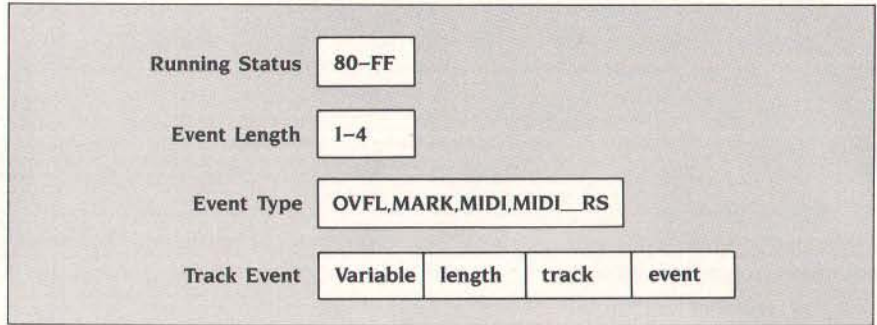 Running Status 80–FF
Event Length 1–4
Event Type OVFL,MARK,MIDI,MIDI__RS
Track Event Variable length track event